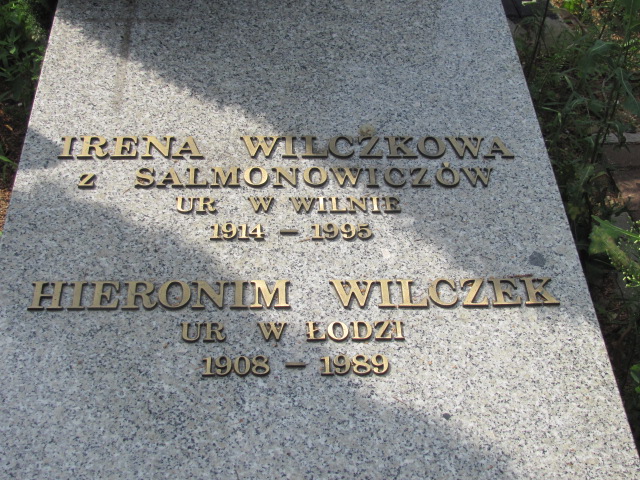 IRENA WILCZKOWA
z SALMONOWICZÓW
UR W WILNIE
1914 - 1995
HIERONIM WILCZEK
UR W ŁODZI
1908 - 1989